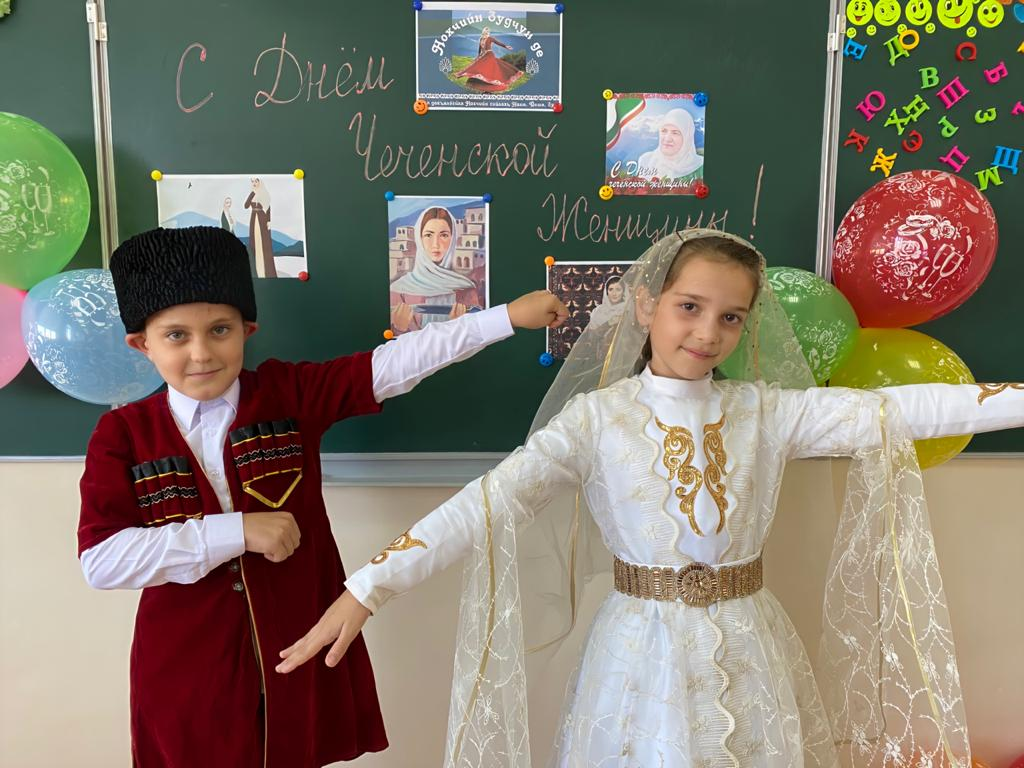 Нохчийн Зудчун де
С Днём
Чеченской
Женщины !
С Днём
чеченской женщины!